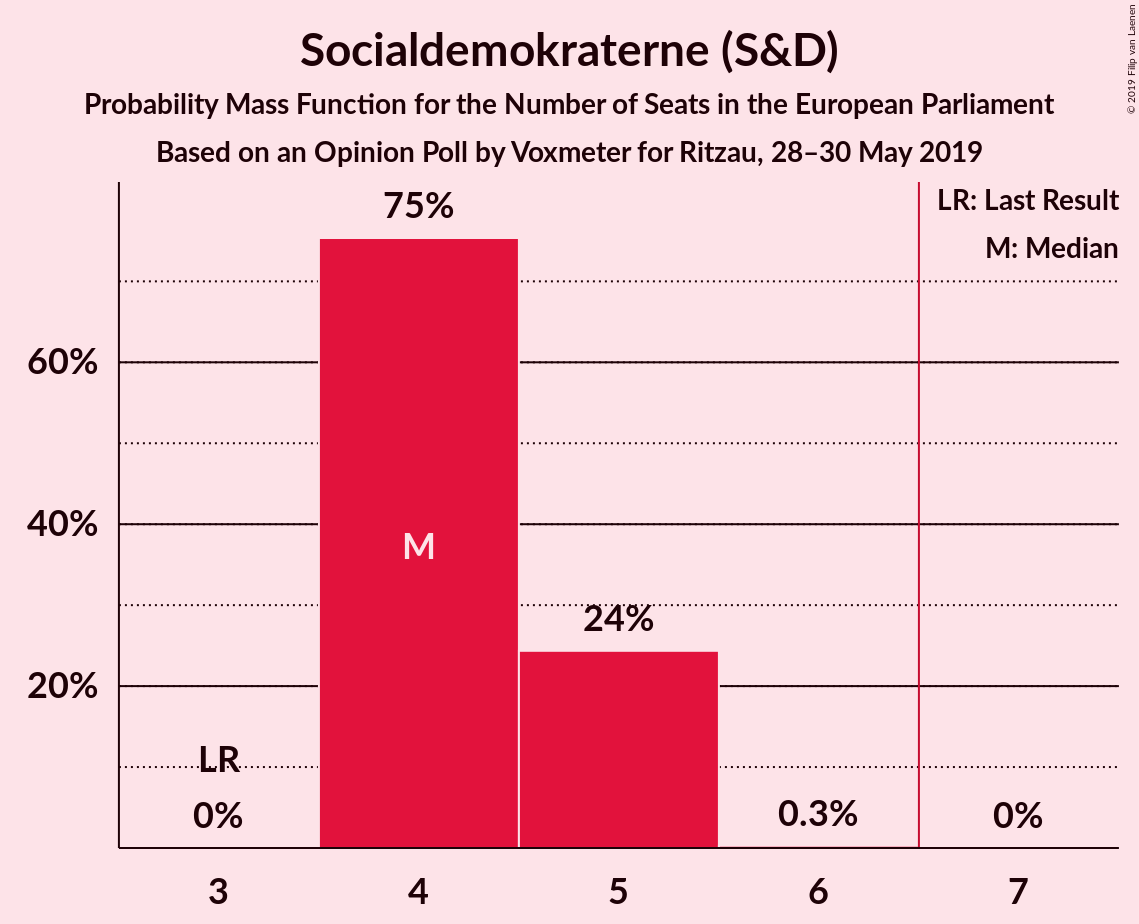 Socialdemokraterne (S&D)
Probability Mass Function for the Number of Seats in the European Parliament
Based on an Opinion Poll by Voxmeter for Ritzau, 28–30 May 2019
© 2019 Filip van Laenen
LR: Last Result
M: Median
75%
60%
40%
20%
M
24%
LR
0%
0.3%
0%
3
4
5
6
7